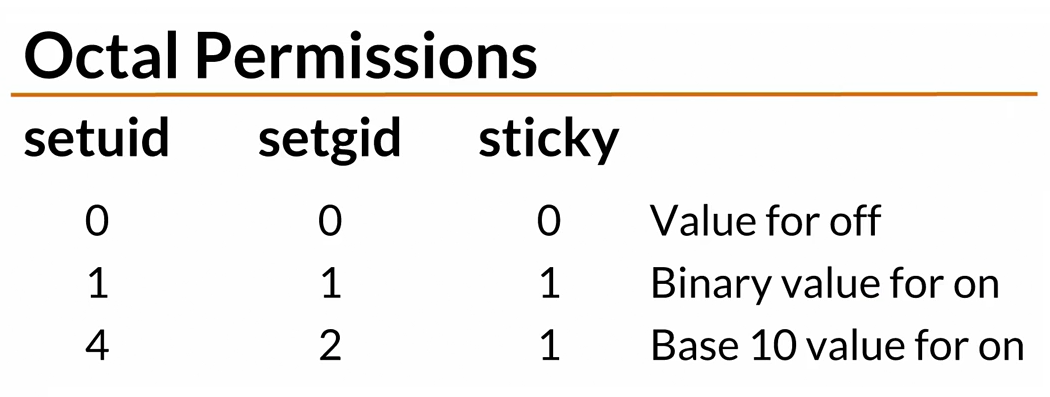 Octal Permissions
setuid setgid sticky
0 0 0 Value for off
1 1 1 Binary value for on
4 2 1 Base 10 value for on